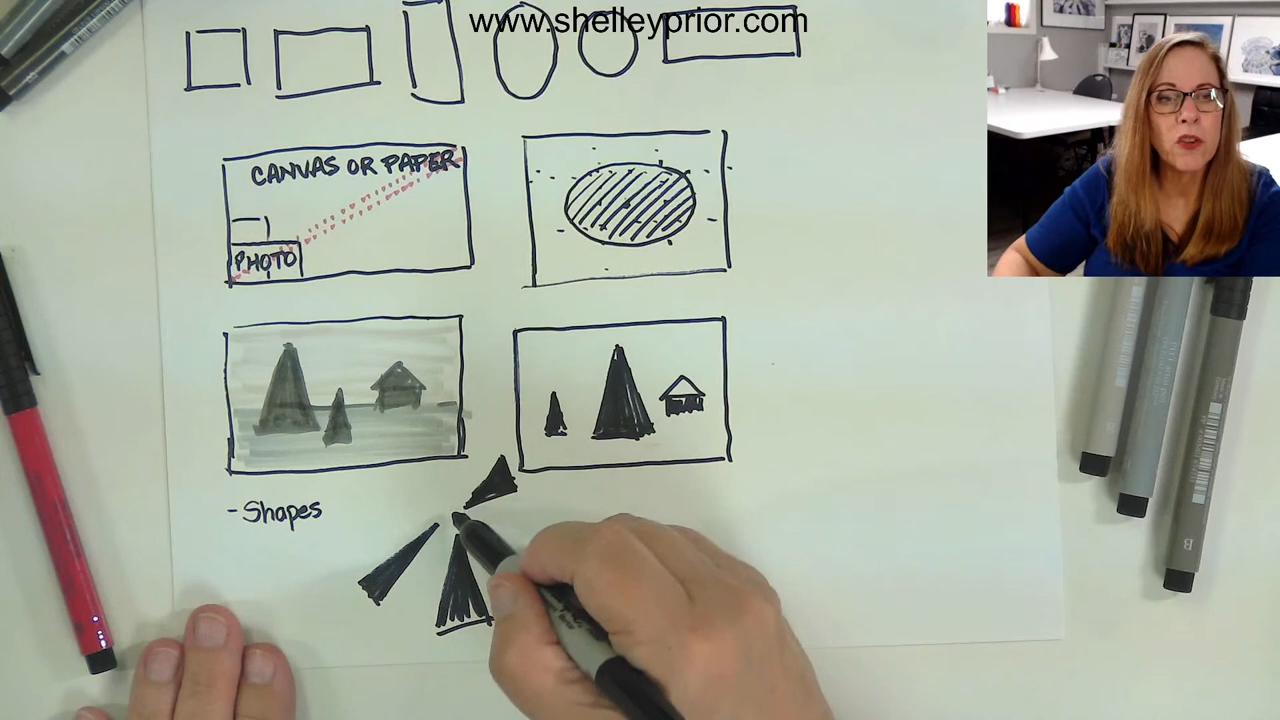 www.shelleyprior.com
CANVAS OR PAPER
PHOTO
- Shapes
B
B